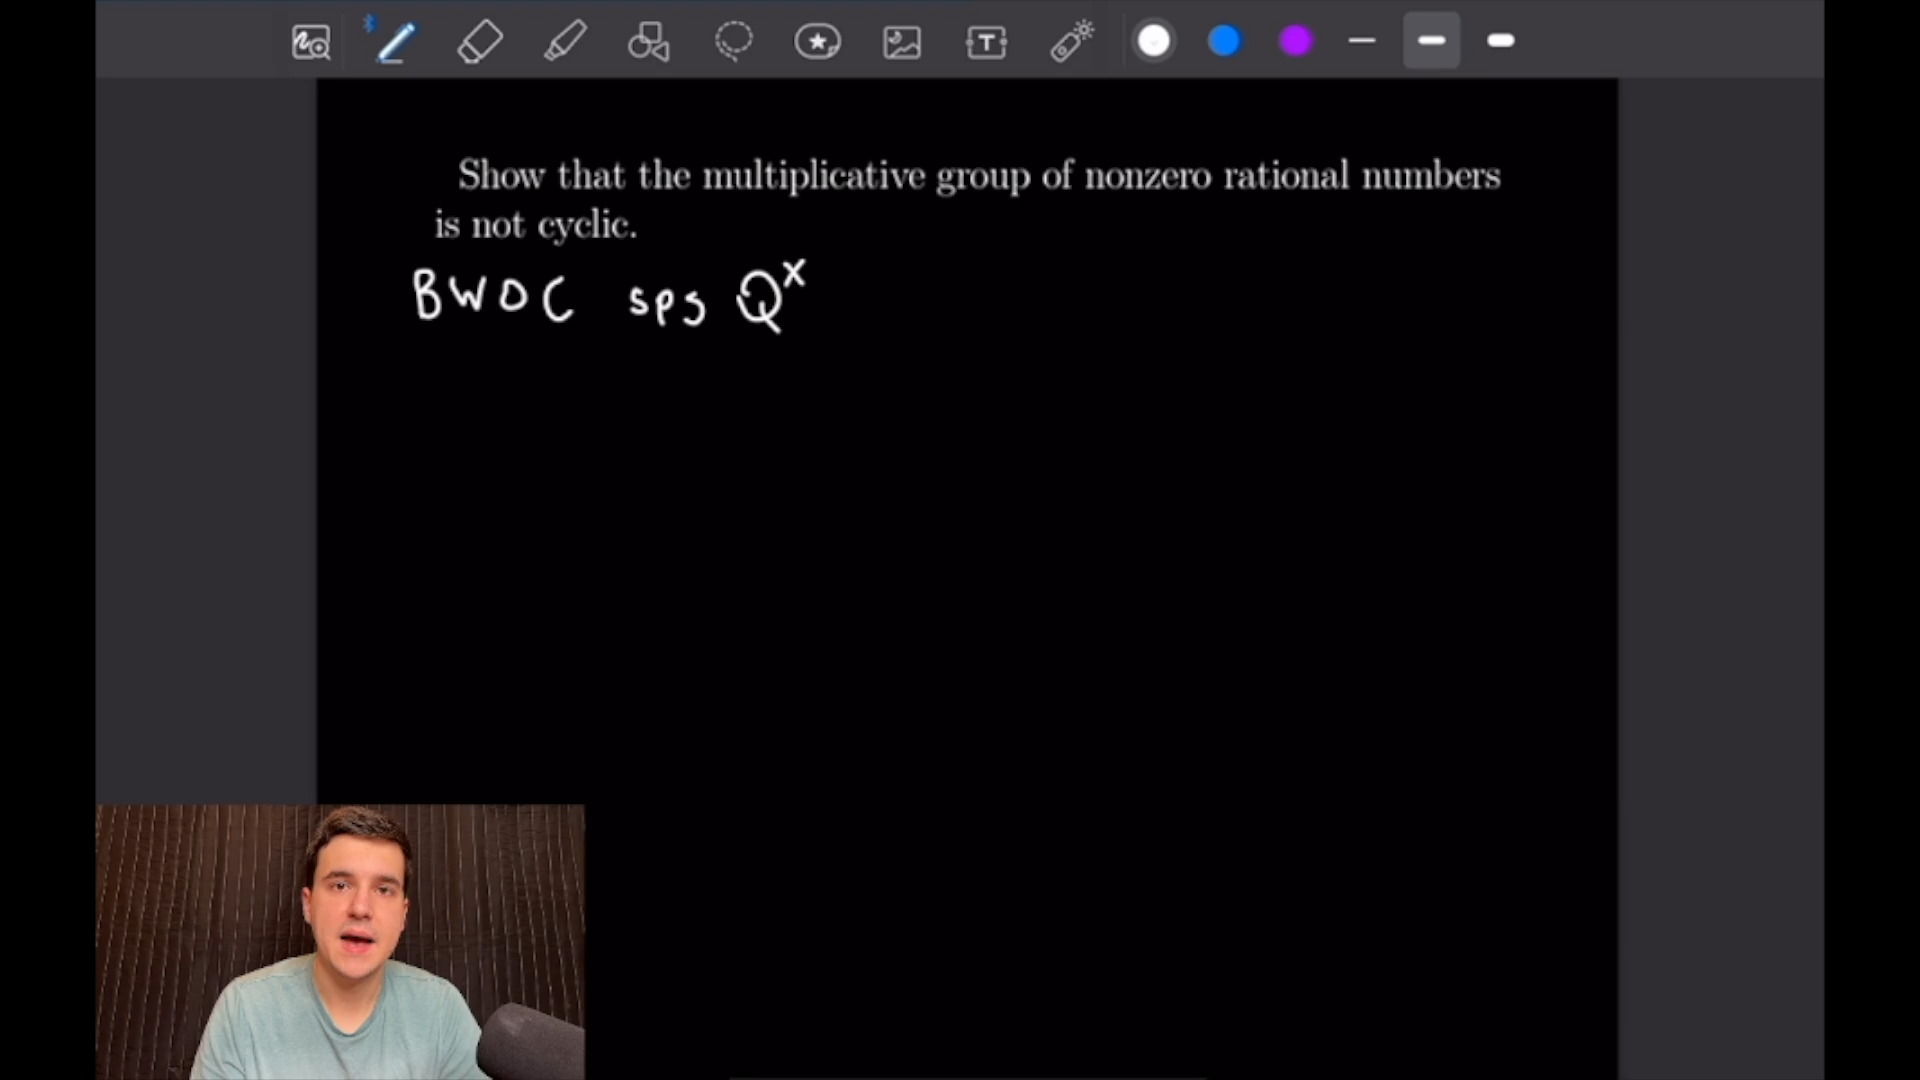 Show that the multiplicative group of nonzero rational numbers
is not cyclic.
BWOC sps Q^x